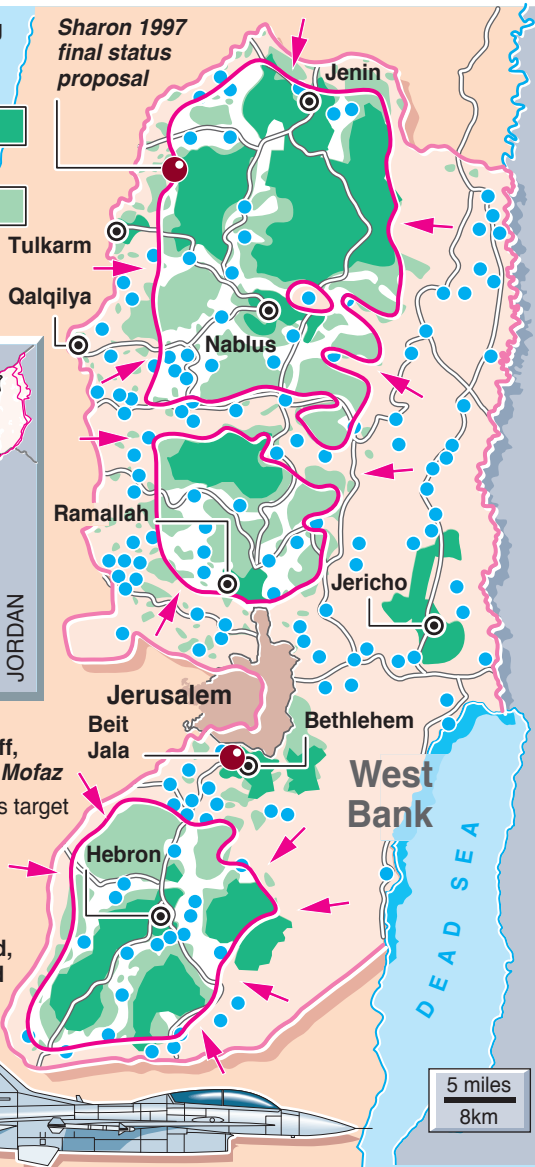 Sharon 1997
final status
proposal
Jenin
Tulkarm
Qalqilya
Nablus
Ramallah
Jericho
JORDAN
Jerusalem
Beit
Jala
Bethlehem
ff,
Mofaz
s target
West
Bank
Hebron
d,
DEAD SEA
5 miles
8km